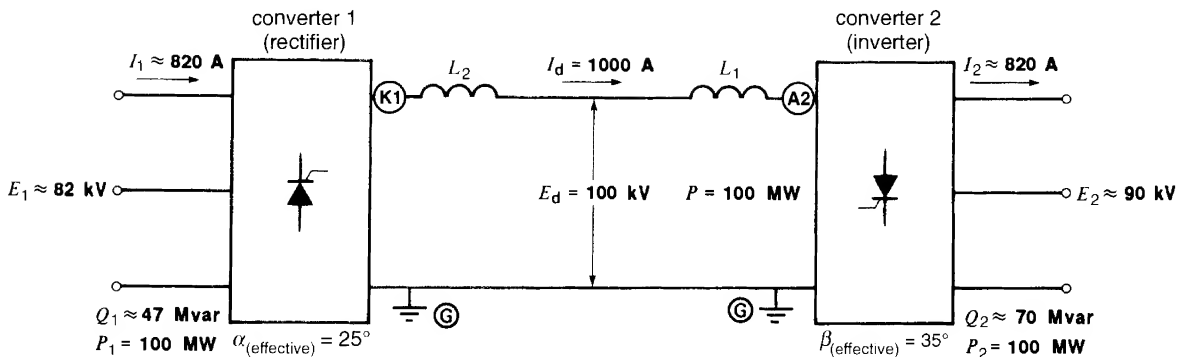 converter 1
(rectifier)
converter 2
(inverter)
I₁ ≈ 820 A
L₂
I_d = 1000 A
L₁
I₂ ≈ 820 A
K1
A2
E₁ ≈ 82 kV
E_d = 100 kV
P = 100 MW
E₂ ≈ 90 kV
G
G
Q₁ ≈ 47 Mvar
P₁ = 100 MW
α(effective) = 25°
β(effective) = 35°
Q₂ ≈ 70 Mvar
P₂ = 100 MW